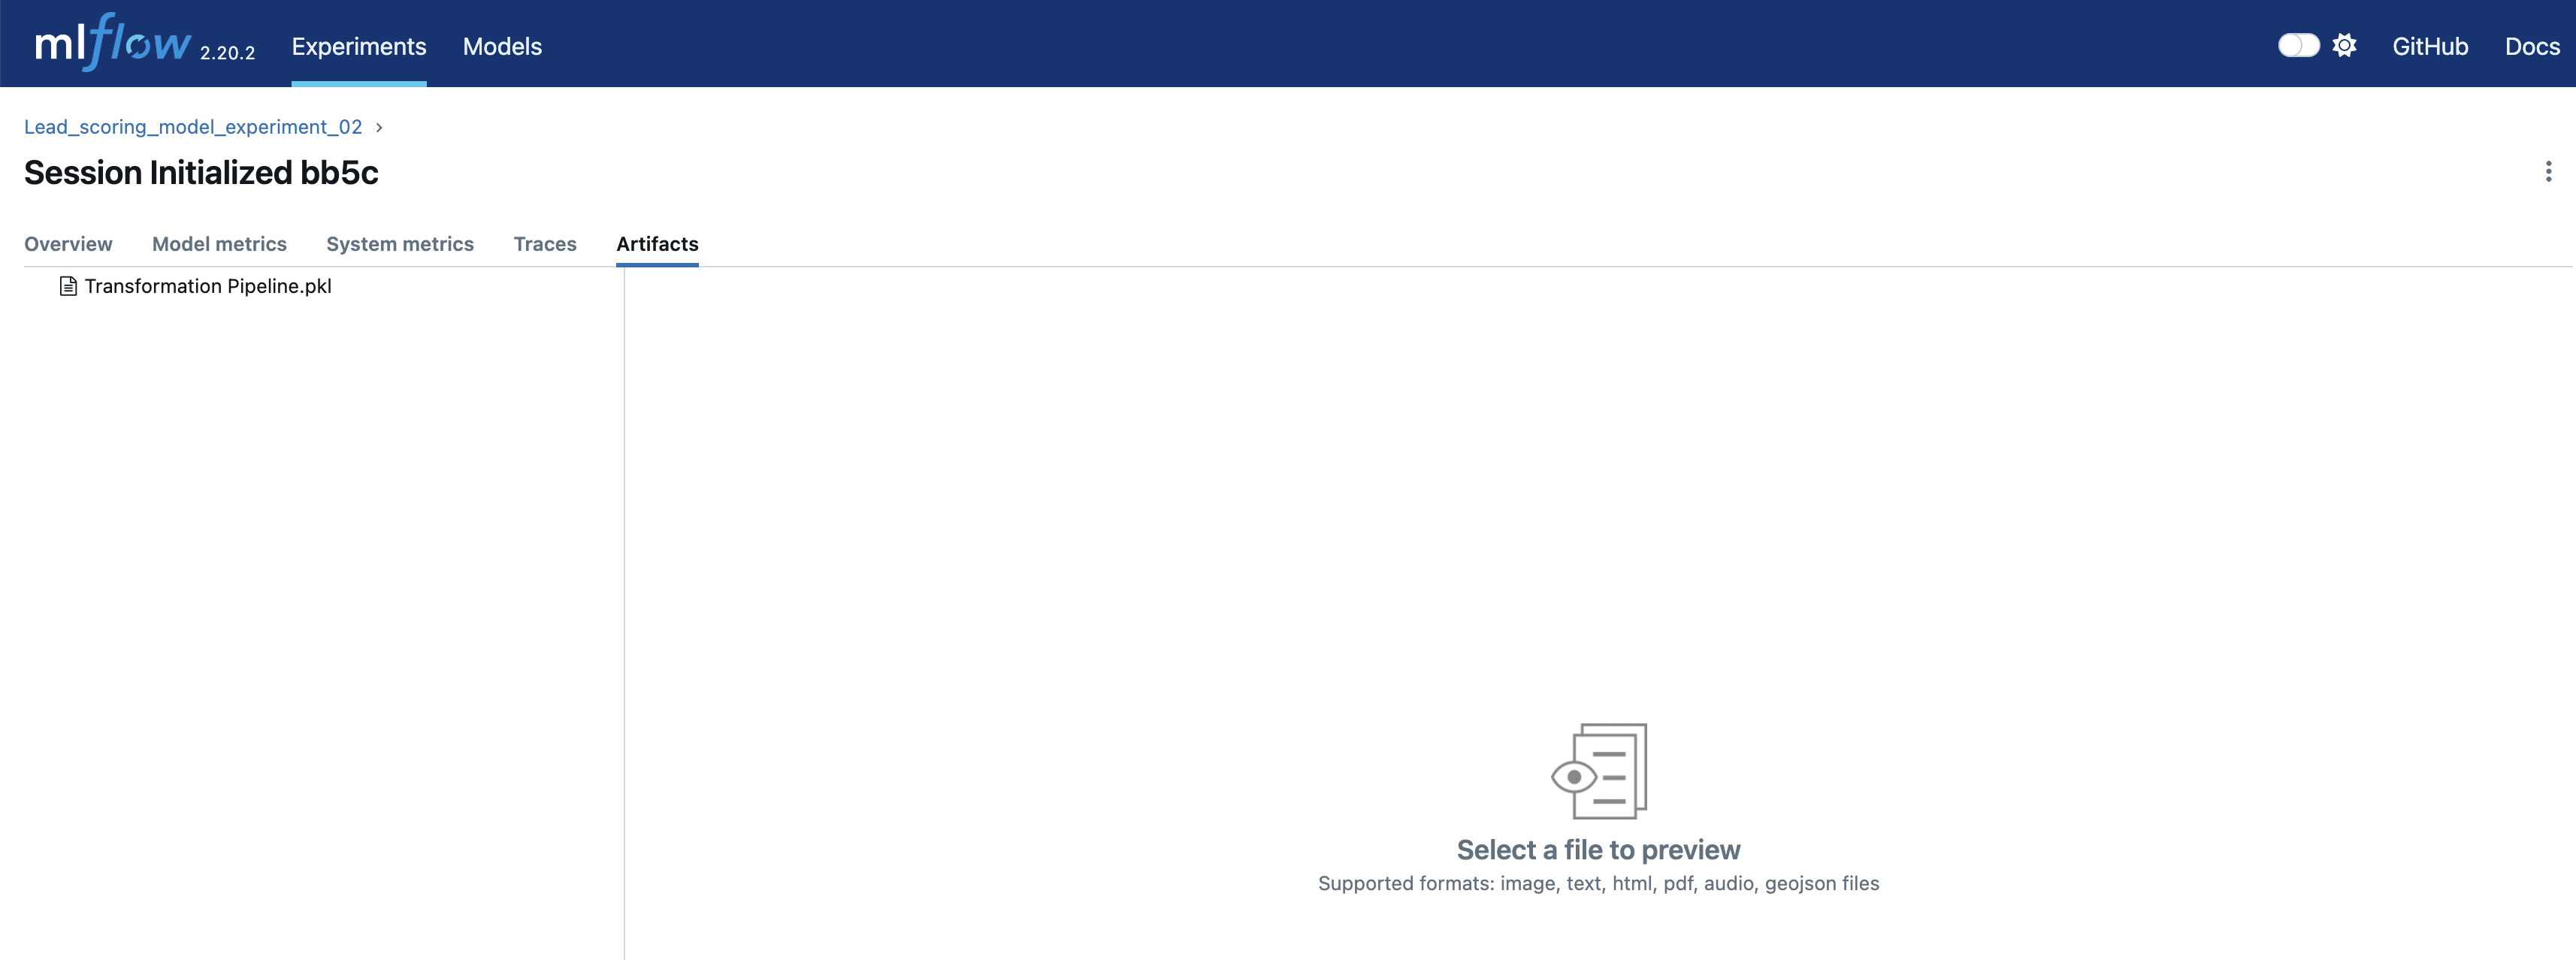 mlflow 2.20.2 Experiments Models GitHub Docs
Lead_scoring_model_experiment_02 >
Session Initialized bb5c
Overview Model metrics System metrics Traces Artifacts
Transformation Pipeline.pkl
Select a file to preview
Supported formats: image, text, html, pdf, audio, geojson files